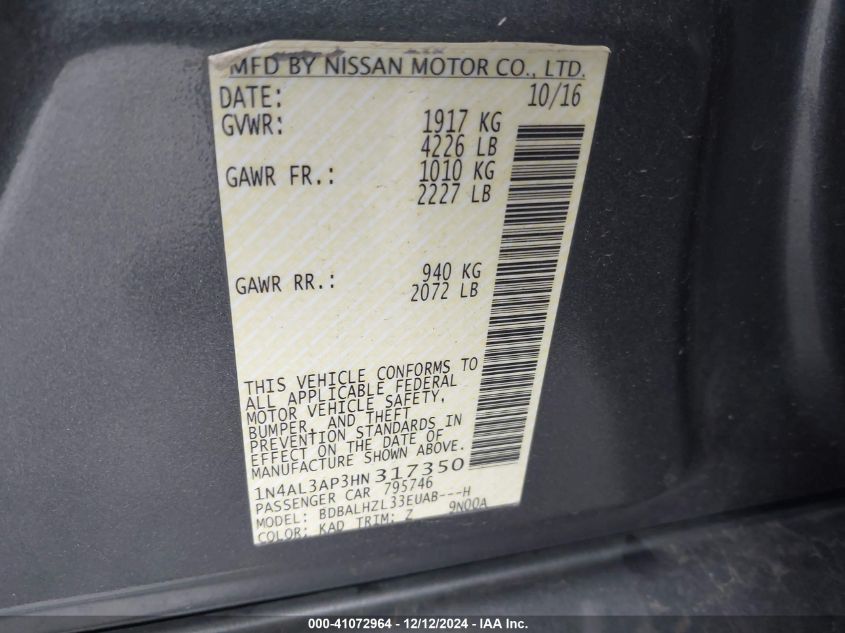 MFD BY NISSAN MOTOR CO., LTD.
DATE: 10/16
GVWR: 1917 KG
4226 LB
GAWR FR.: 1010 KG
2227 LB
GAWR RR.: 940 KG
2072 LB
THIS VEHICLE CONFORMS TO
ALL APPLICABLE FEDERAL
MOTOR VEHICLE SAFETY,
BUMPER, AND THEFT
PREVENTION STANDARDS IN
EFFECT ON THE DATE OF
MANUFACTURE SHOWN ABOVE.
1N4AL3AP3HN317350
PASSENGER CAR 795746
MODEL: BDBALHZL33EUAB---H
COLOR: KAD TRIM: Z 9N00A
000-41072964 - 12/12/2024 - IAA Inc.